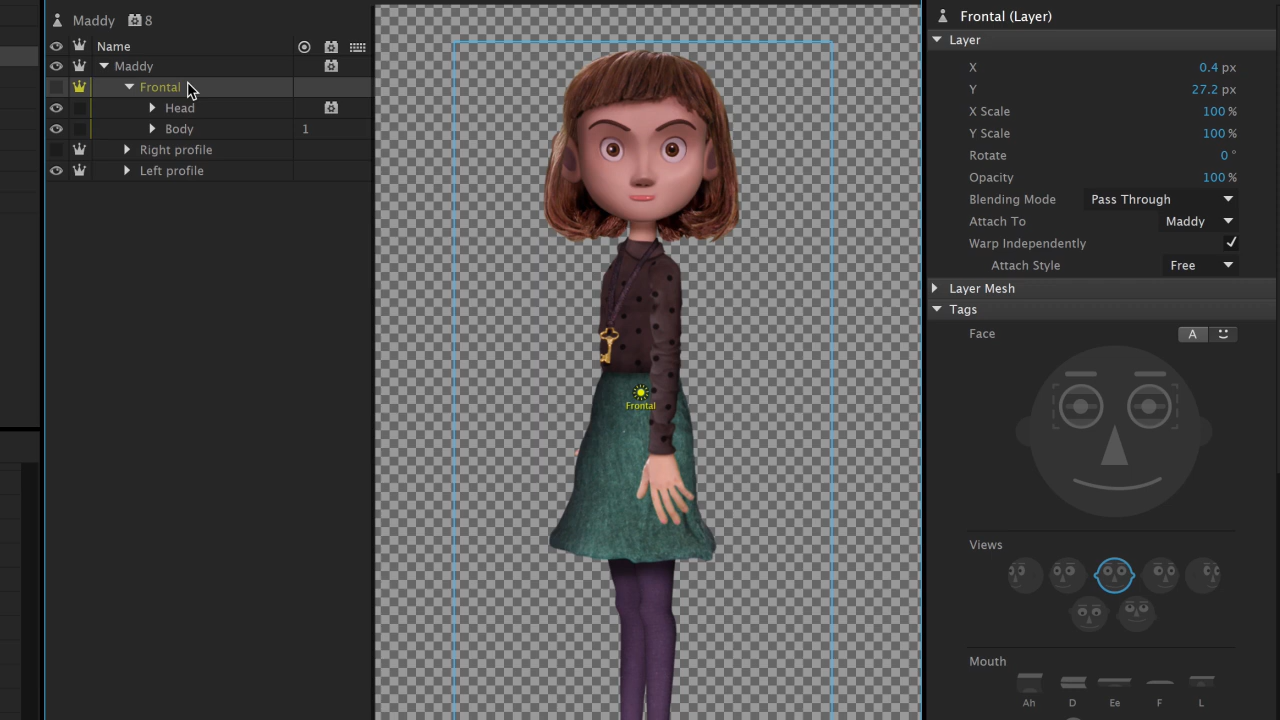 Maddy 8
Name
Maddy
Frontal
Head
Body 1
Right profile
Left profile
Frontal
Frontal (Layer)
Layer
X 0.4 px
Y 27.2 px
X Scale 100 %
Y Scale 100 %
Rotate 0 °
Opacity 100 %
Blending Mode Pass Through
Attach To Maddy
Warp Independently
Attach Style Free
Layer Mesh
Tags
Face A
Views
Mouth
Ah D Ee F L